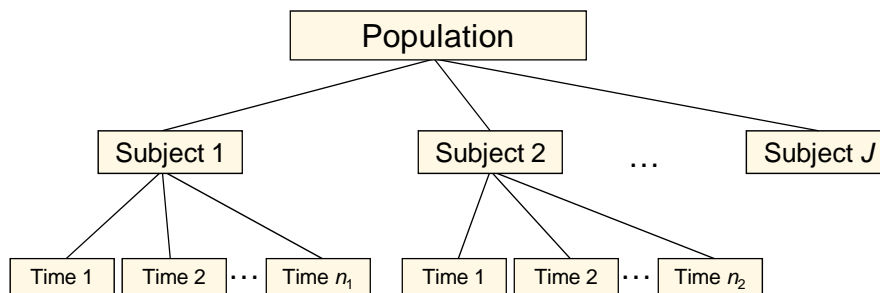 Population
Subject 1 Subject 2 … Subject J
Time 1 Time 2 … Time n₁ Time 1 Time 2 … Time n₂